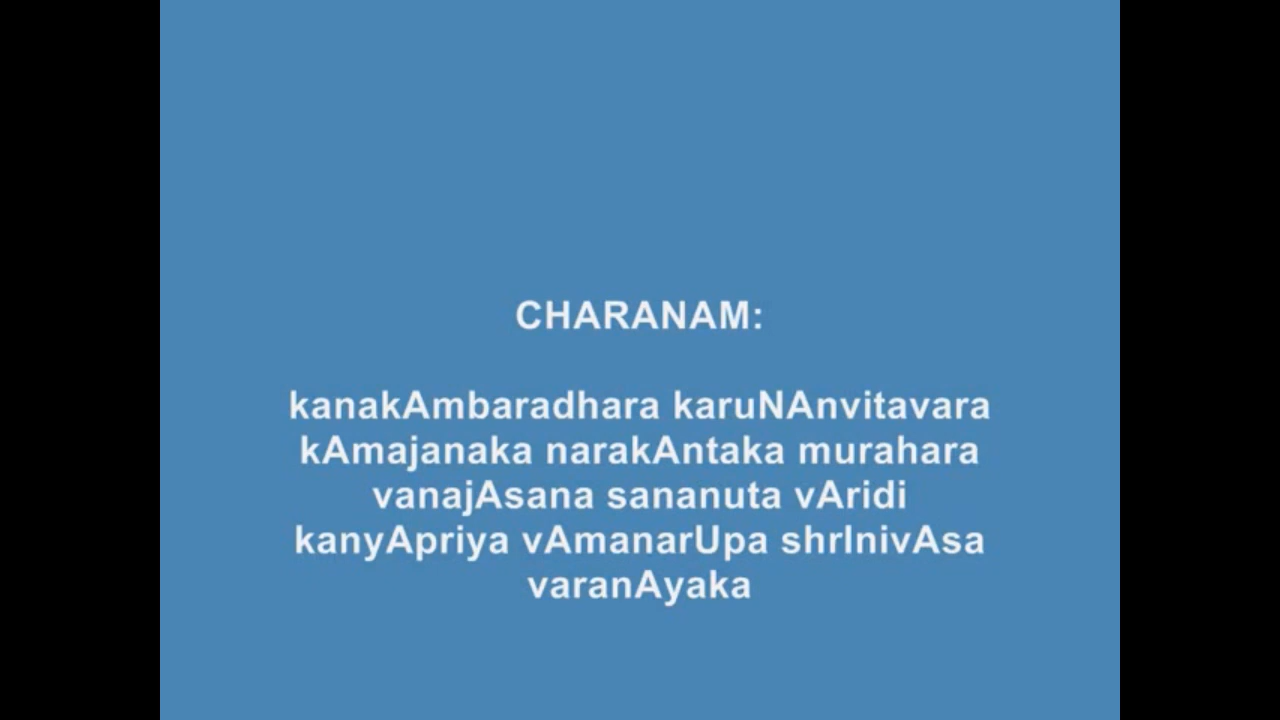 CHARANAM:
kanakAmbaradhara karuNAnvitavara
kAmajanaka narakAntaka murahara
vanajAsana sananuta vAridi
kanyApriya vAmanarUpa shrInivAsa
varanAyaka